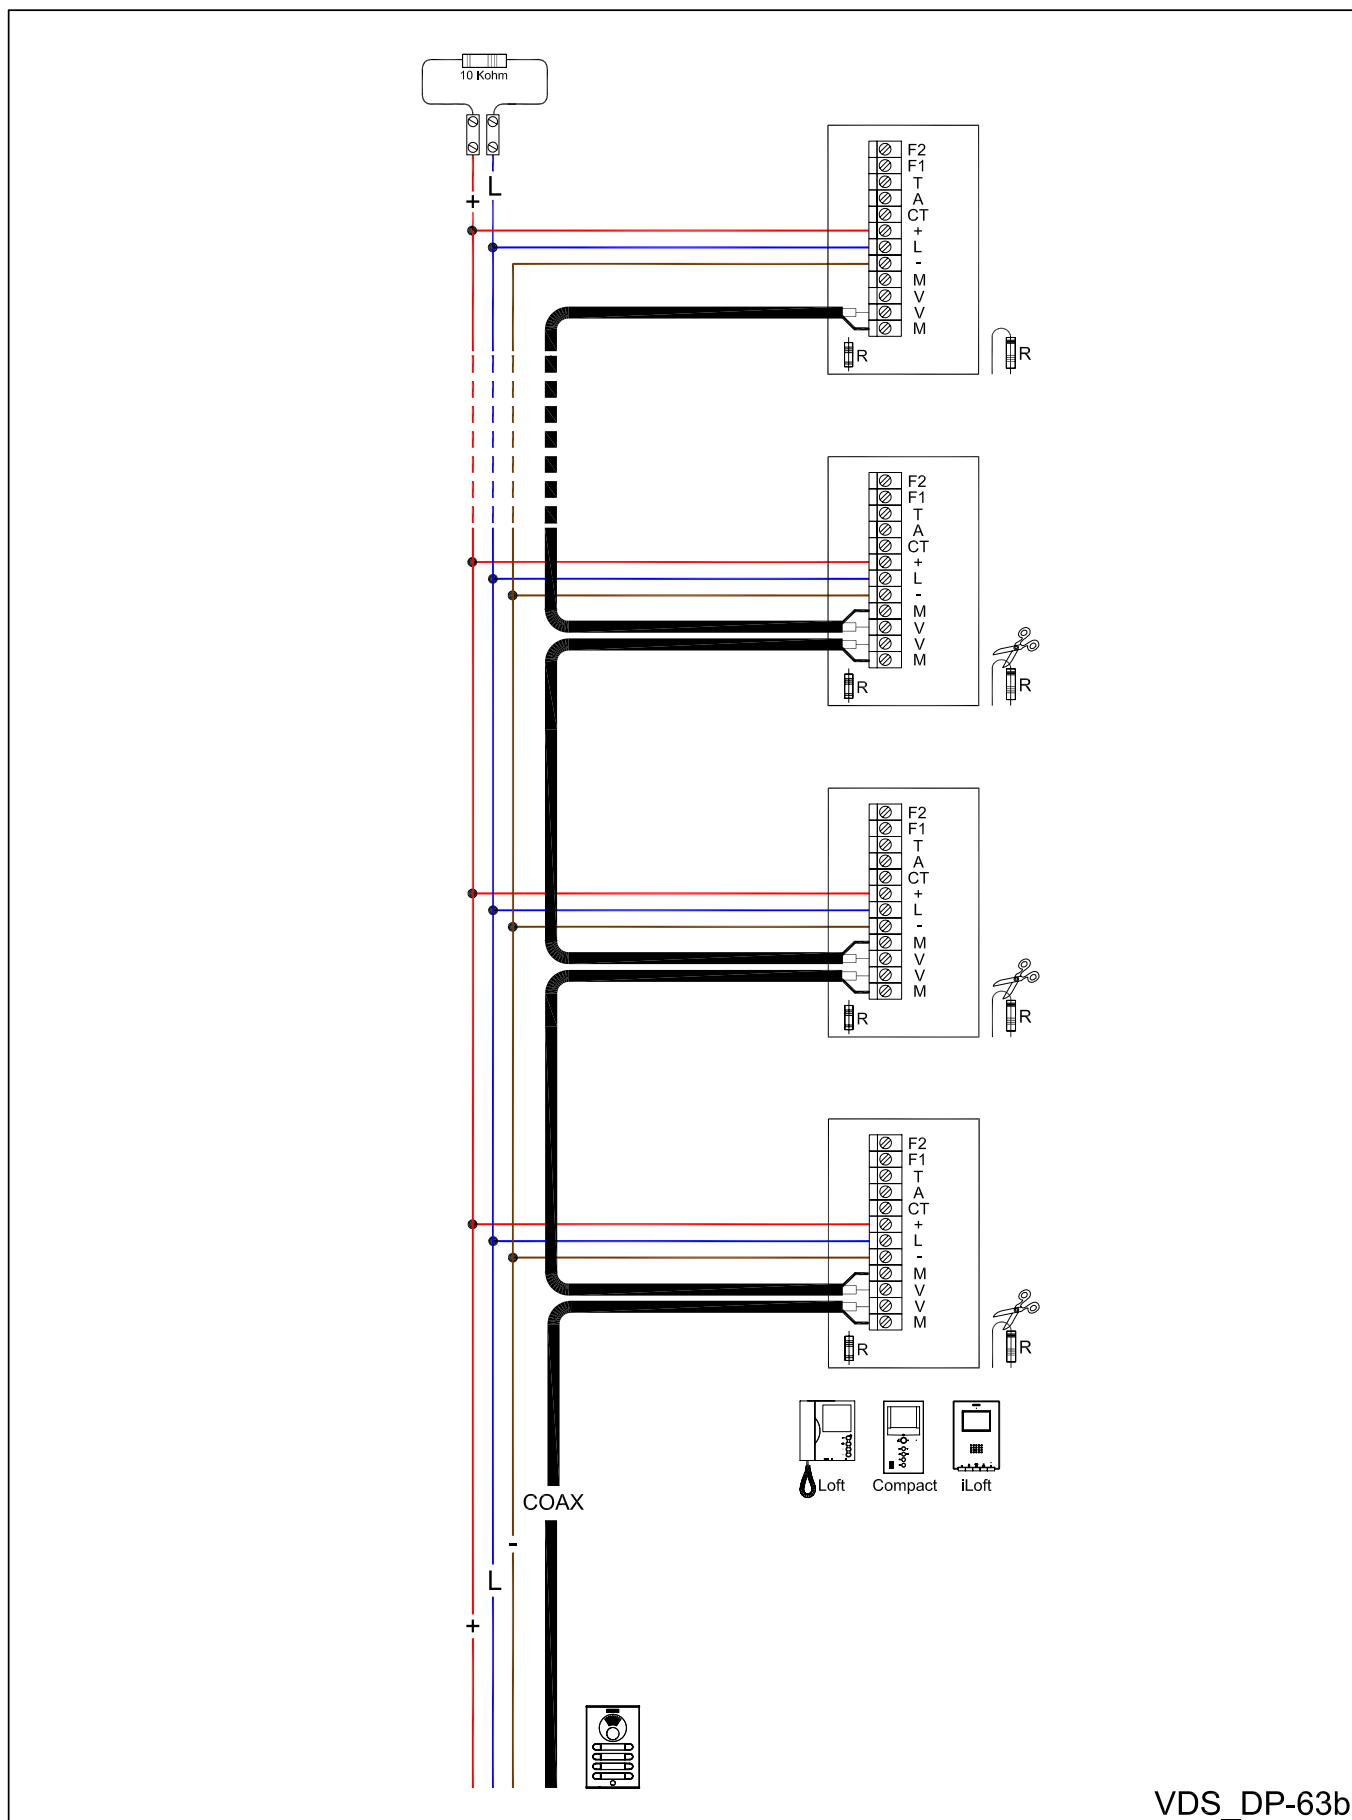 10 Kohm
L
+
F2
F1
T
A
CT
+
L
-
M
V
V
M
R
R
F2
F1
T
A
CT
+
L
-
M
V
V
M
R
R
F2
F1
T
A
CT
+
L
-
M
V
V
M
R
R
F2
F1
T
A
CT
+
L
-
M
V
V
M
R
R
Loft
Compact
iLoft
COAX
-
L
+
VDS_DP-63b